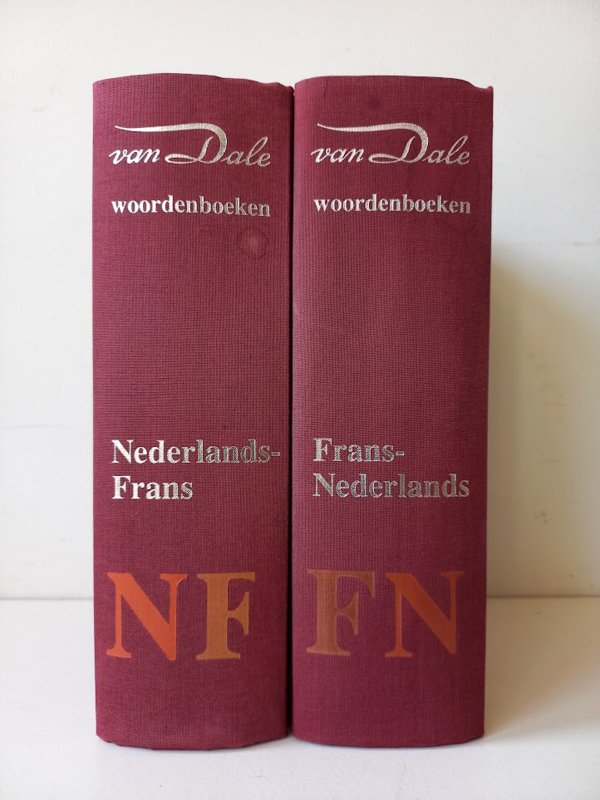 van Dale
woordenboeken
Nederlands-
Frans
NF
van Dale
woordenboeken
Frans-
Nederlands
FN